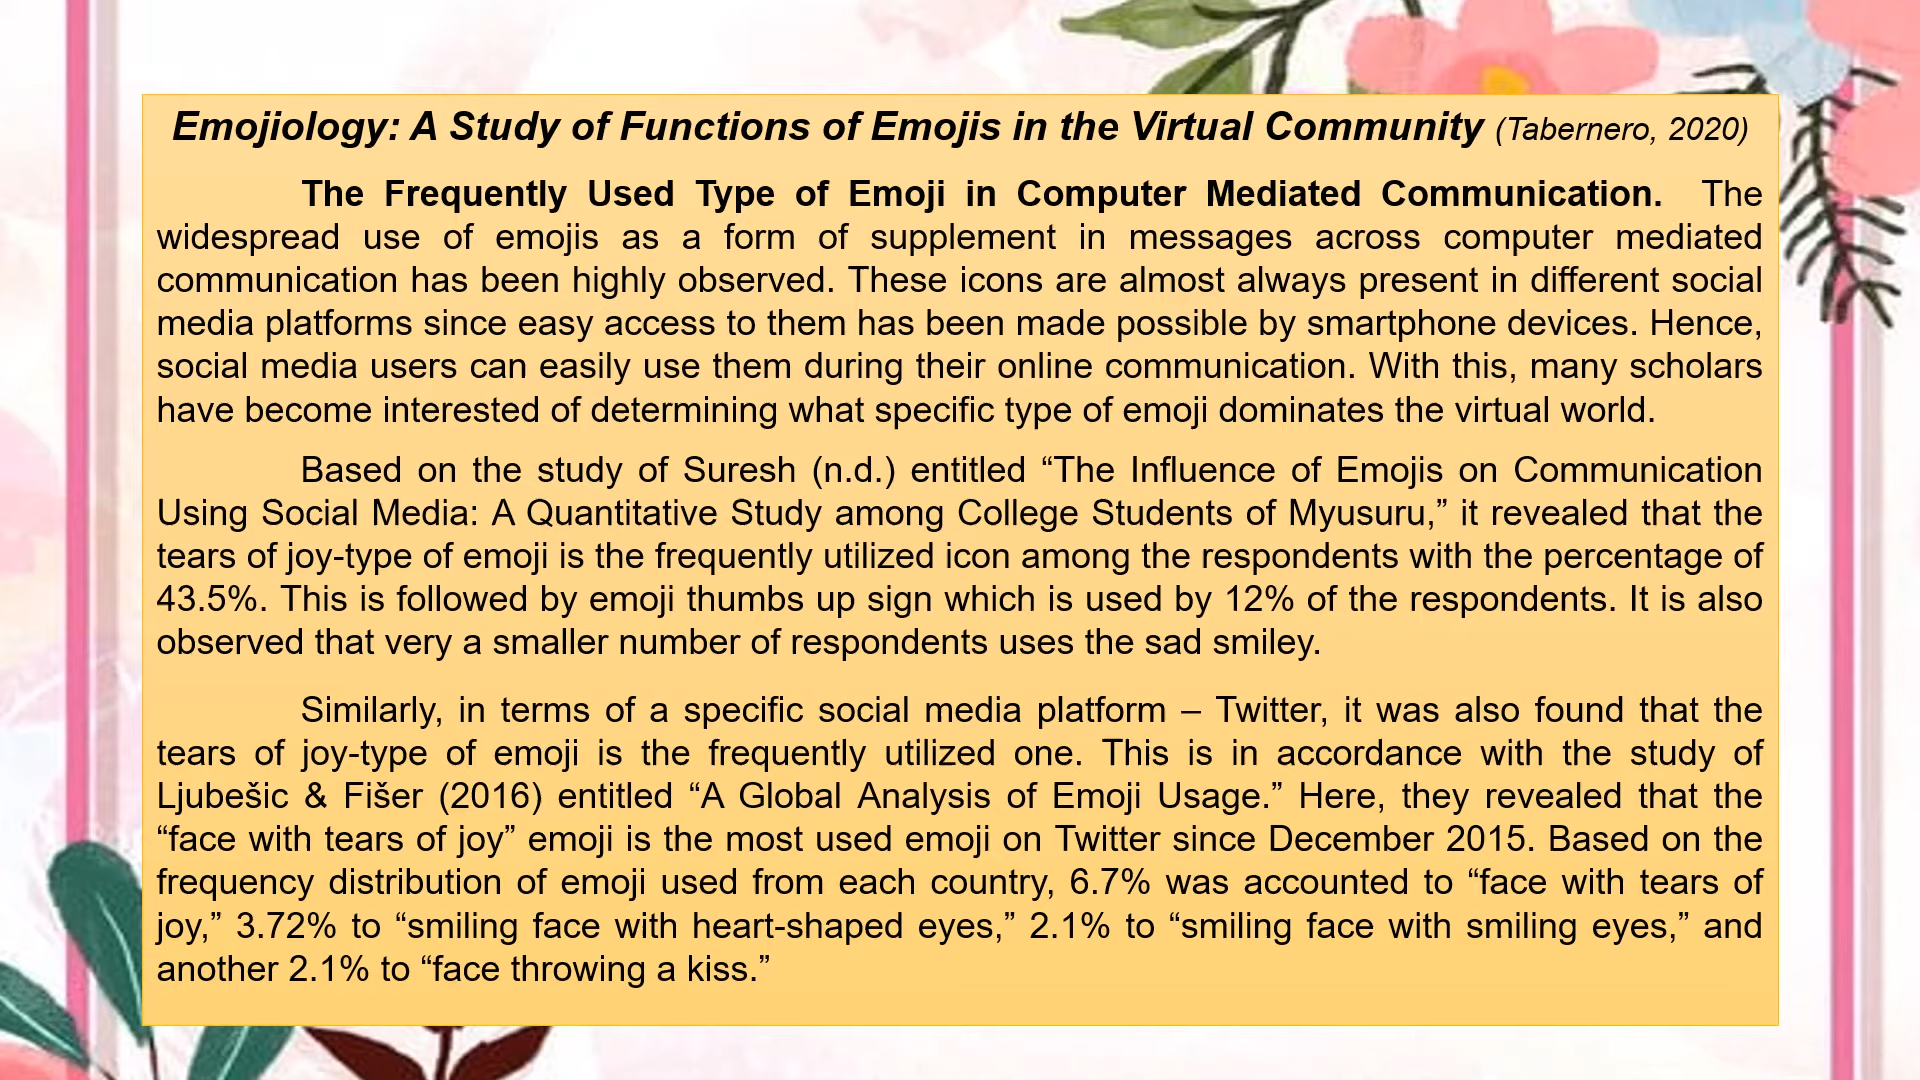 Emojiology: A Study of Functions of Emojis in the Virtual Community (Tabernero, 2020)
The Frequently Used Type of Emoji in Computer Mediated Communication. The
widespread use of emojis as a form of supplement in messages across computer mediated
communication has been highly observed. These icons are almost always present in different social
media platforms since easy access to them has been made possible by smartphone devices. Hence,
social media users can easily use them during their online communication. With this, many scholars
have become interested of determining what specific type of emoji dominates the virtual world.
Based on the study of Suresh (n.d.) entitled “The Influence of Emojis on Communication
Using Social Media: A Quantitative Study among College Students of Myusuru,” it revealed that the
tears of joy-type of emoji is the frequently utilized icon among the respondents with the percentage of
43.5%. This is followed by emoji thumbs up sign which is used by 12% of the respondents. It is also
observed that very a smaller number of respondents uses the sad smiley.
Similarly, in terms of a specific social media platform – Twitter, it was also found that the
tears of joy-type of emoji is the frequently utilized one. This is in accordance with the study of
Ljubešic & Fišer (2016) entitled “A Global Analysis of Emoji Usage.” Here, they revealed that the
“face with tears of joy” emoji is the most used emoji on Twitter since December 2015. Based on the
frequency distribution of emoji used from each country, 6.7% was accounted to “face with tears of
joy,” 3.72% to “smiling face with heart-shaped eyes,” 2.1% to “smiling face with smiling eyes,” and
another 2.1% to “face throwing a kiss.”